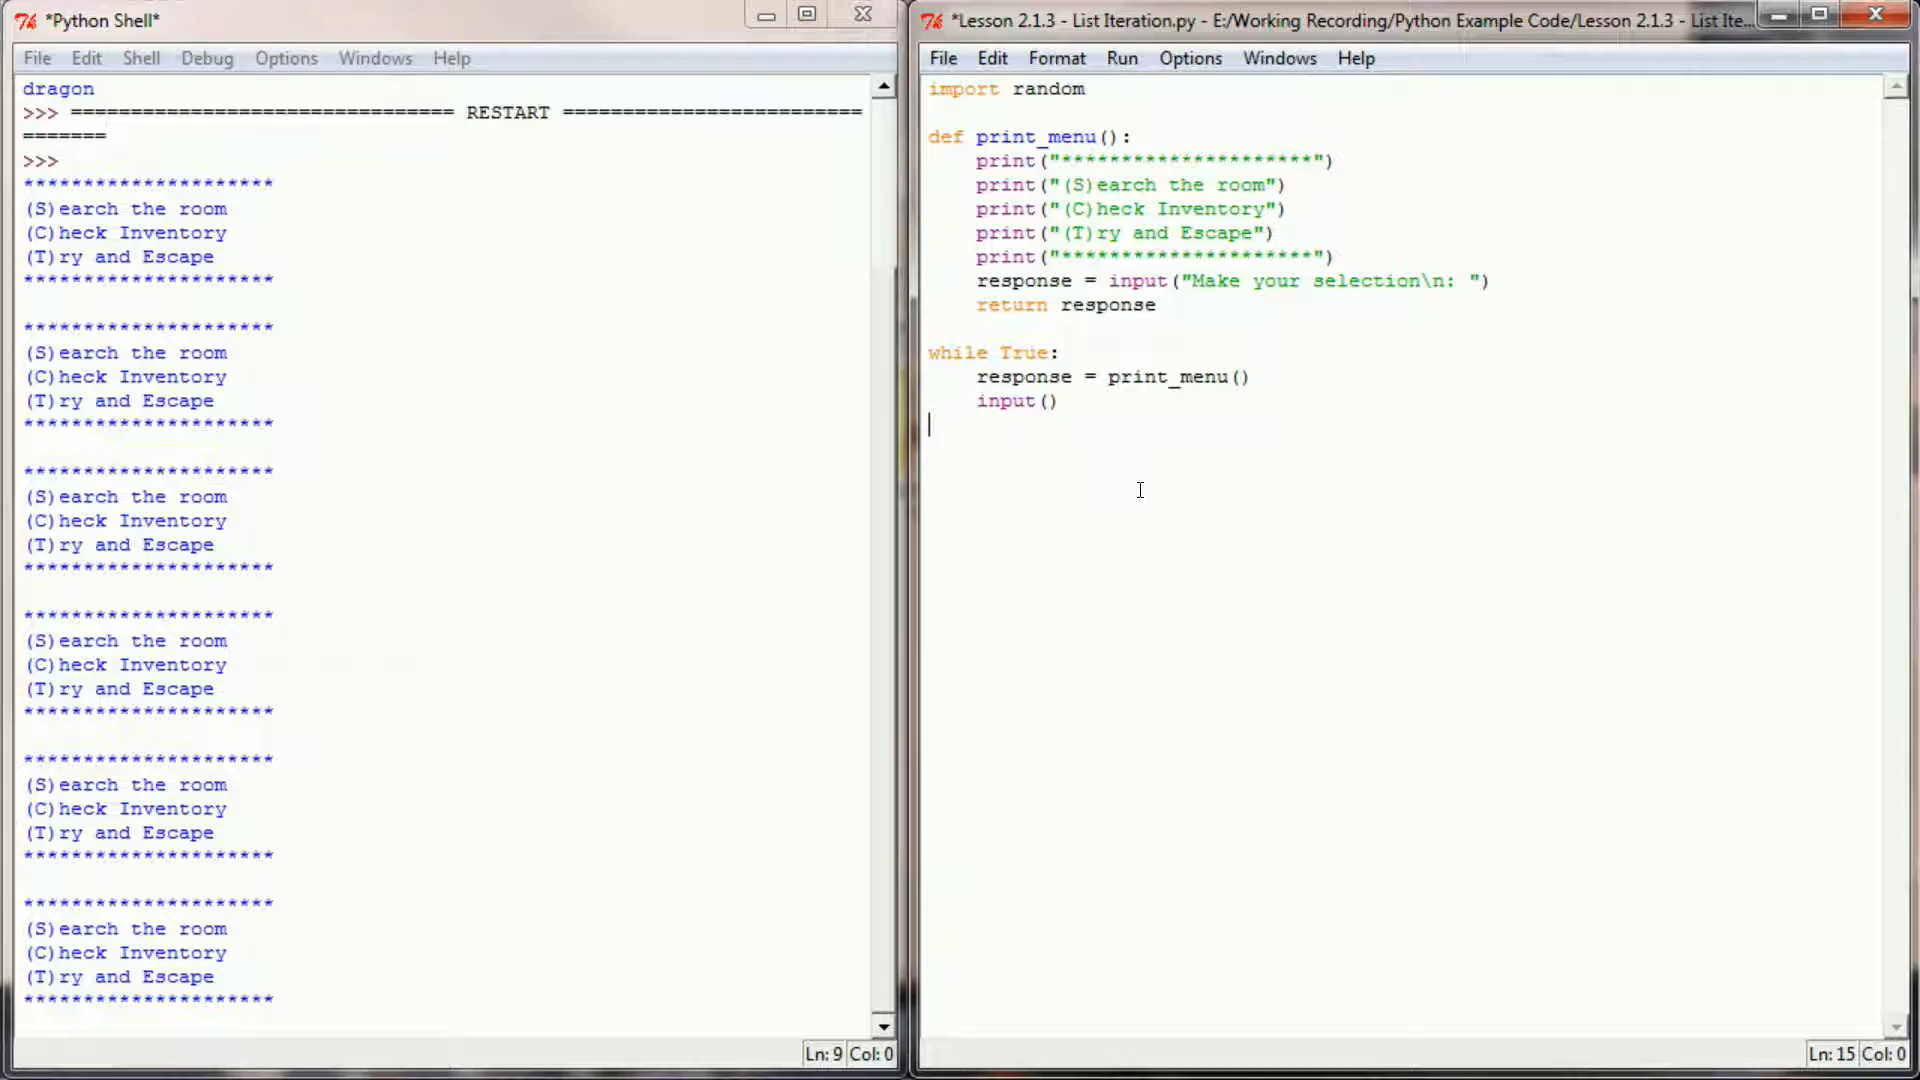 *Python Shell*
File Edit Shell Debug Options Windows Help
dragon
>>> ================================ RESTART =========================
=======
>>>
*********************
(S)earch the room
(C)heck Inventory
(T)ry and Escape
*********************
*********************
(S)earch the room
(C)heck Inventory
(T)ry and Escape
*********************
*********************
(S)earch the room
(C)heck Inventory
(T)ry and Escape
*********************
*********************
(S)earch the room
(C)heck Inventory
(T)ry and Escape
*********************
*********************
(S)earch the room
(C)heck Inventory
(T)ry and Escape
*********************
*********************
(S)earch the room
(C)heck Inventory
(T)ry and Escape
*********************
Ln: 9 Col: 0
*Lesson 2.1.3 - List Iteration.py - E:/Working Recording/Python Example Code/Lesson 2.1.3 - List Ite...
File Edit Format Run Options Windows Help
import random
def print_menu():
    print("*********************")
    print("(S)earch the room")
    print("(C)heck Inventory")
    print("(T)ry and Escape")
    print("*********************")
    response = input("Make your selection\n: ")
    return response
while True:
    response = print_menu()
    input()
Ln: 15 Col: 0